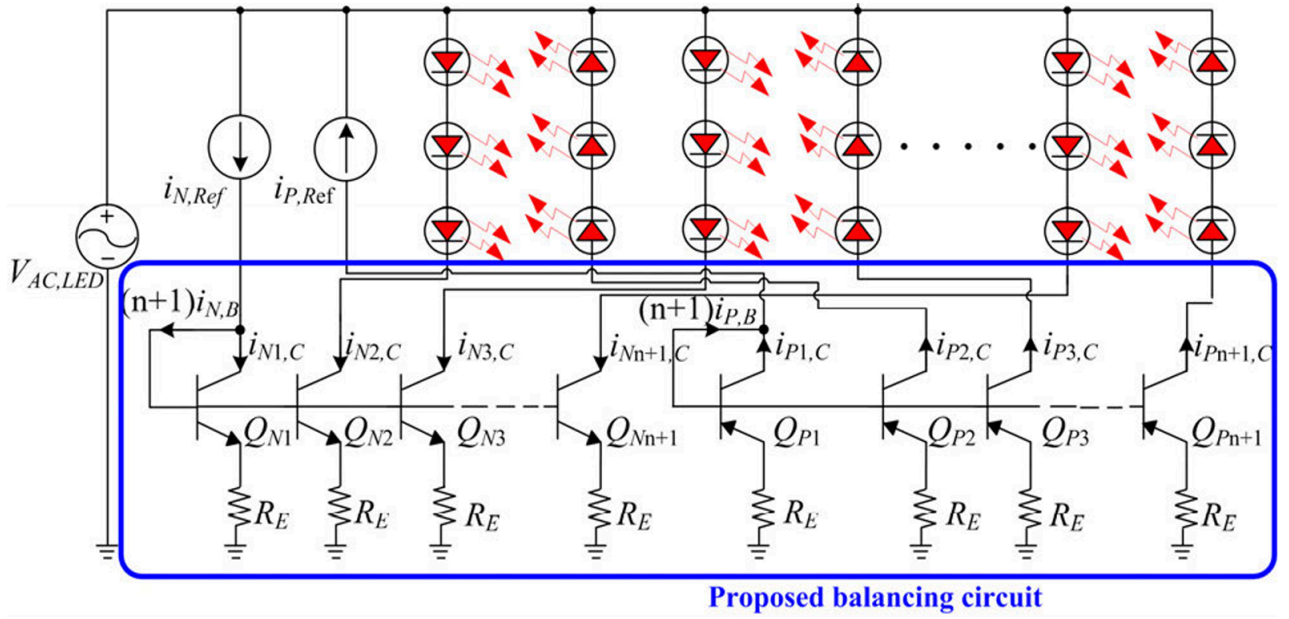 i_N,Ref
i_P,Ref
+
−
V_AC,LED
(n+1)i_N,B
(n+1)i_P,B
i_N1,C
i_N2,C
i_N3,C
i_Nn+1,C
i_P1,C
i_P2,C
i_P3,C
i_Pn+1,C
Q_N1
Q_N2
Q_N3
Q_Nn+1
Q_P1
Q_P2
Q_P3
Q_Pn+1
R_E
R_E
R_E
R_E
R_E
R_E
R_E
R_E
Proposed balancing circuit